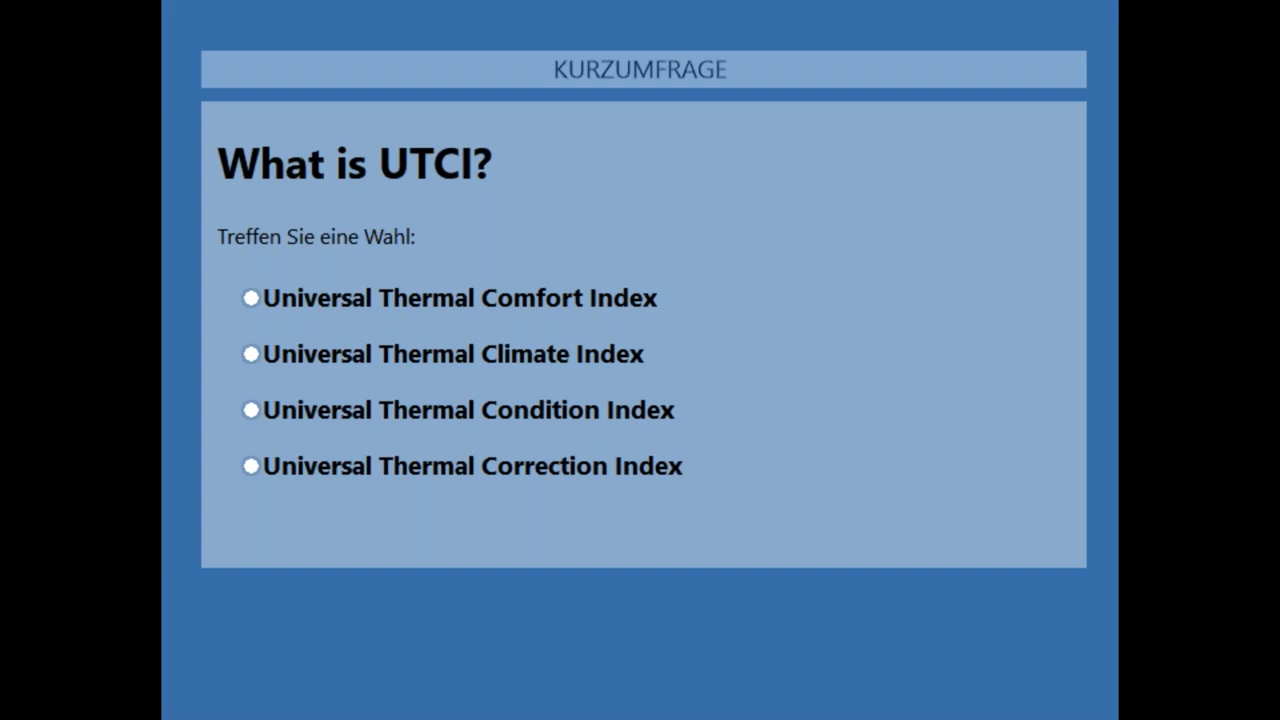 KURZUMFRAGE
What is UTCI?
Treffen Sie eine Wahl:
Universal Thermal Comfort Index
Universal Thermal Climate Index
Universal Thermal Condition Index
Universal Thermal Correction Index